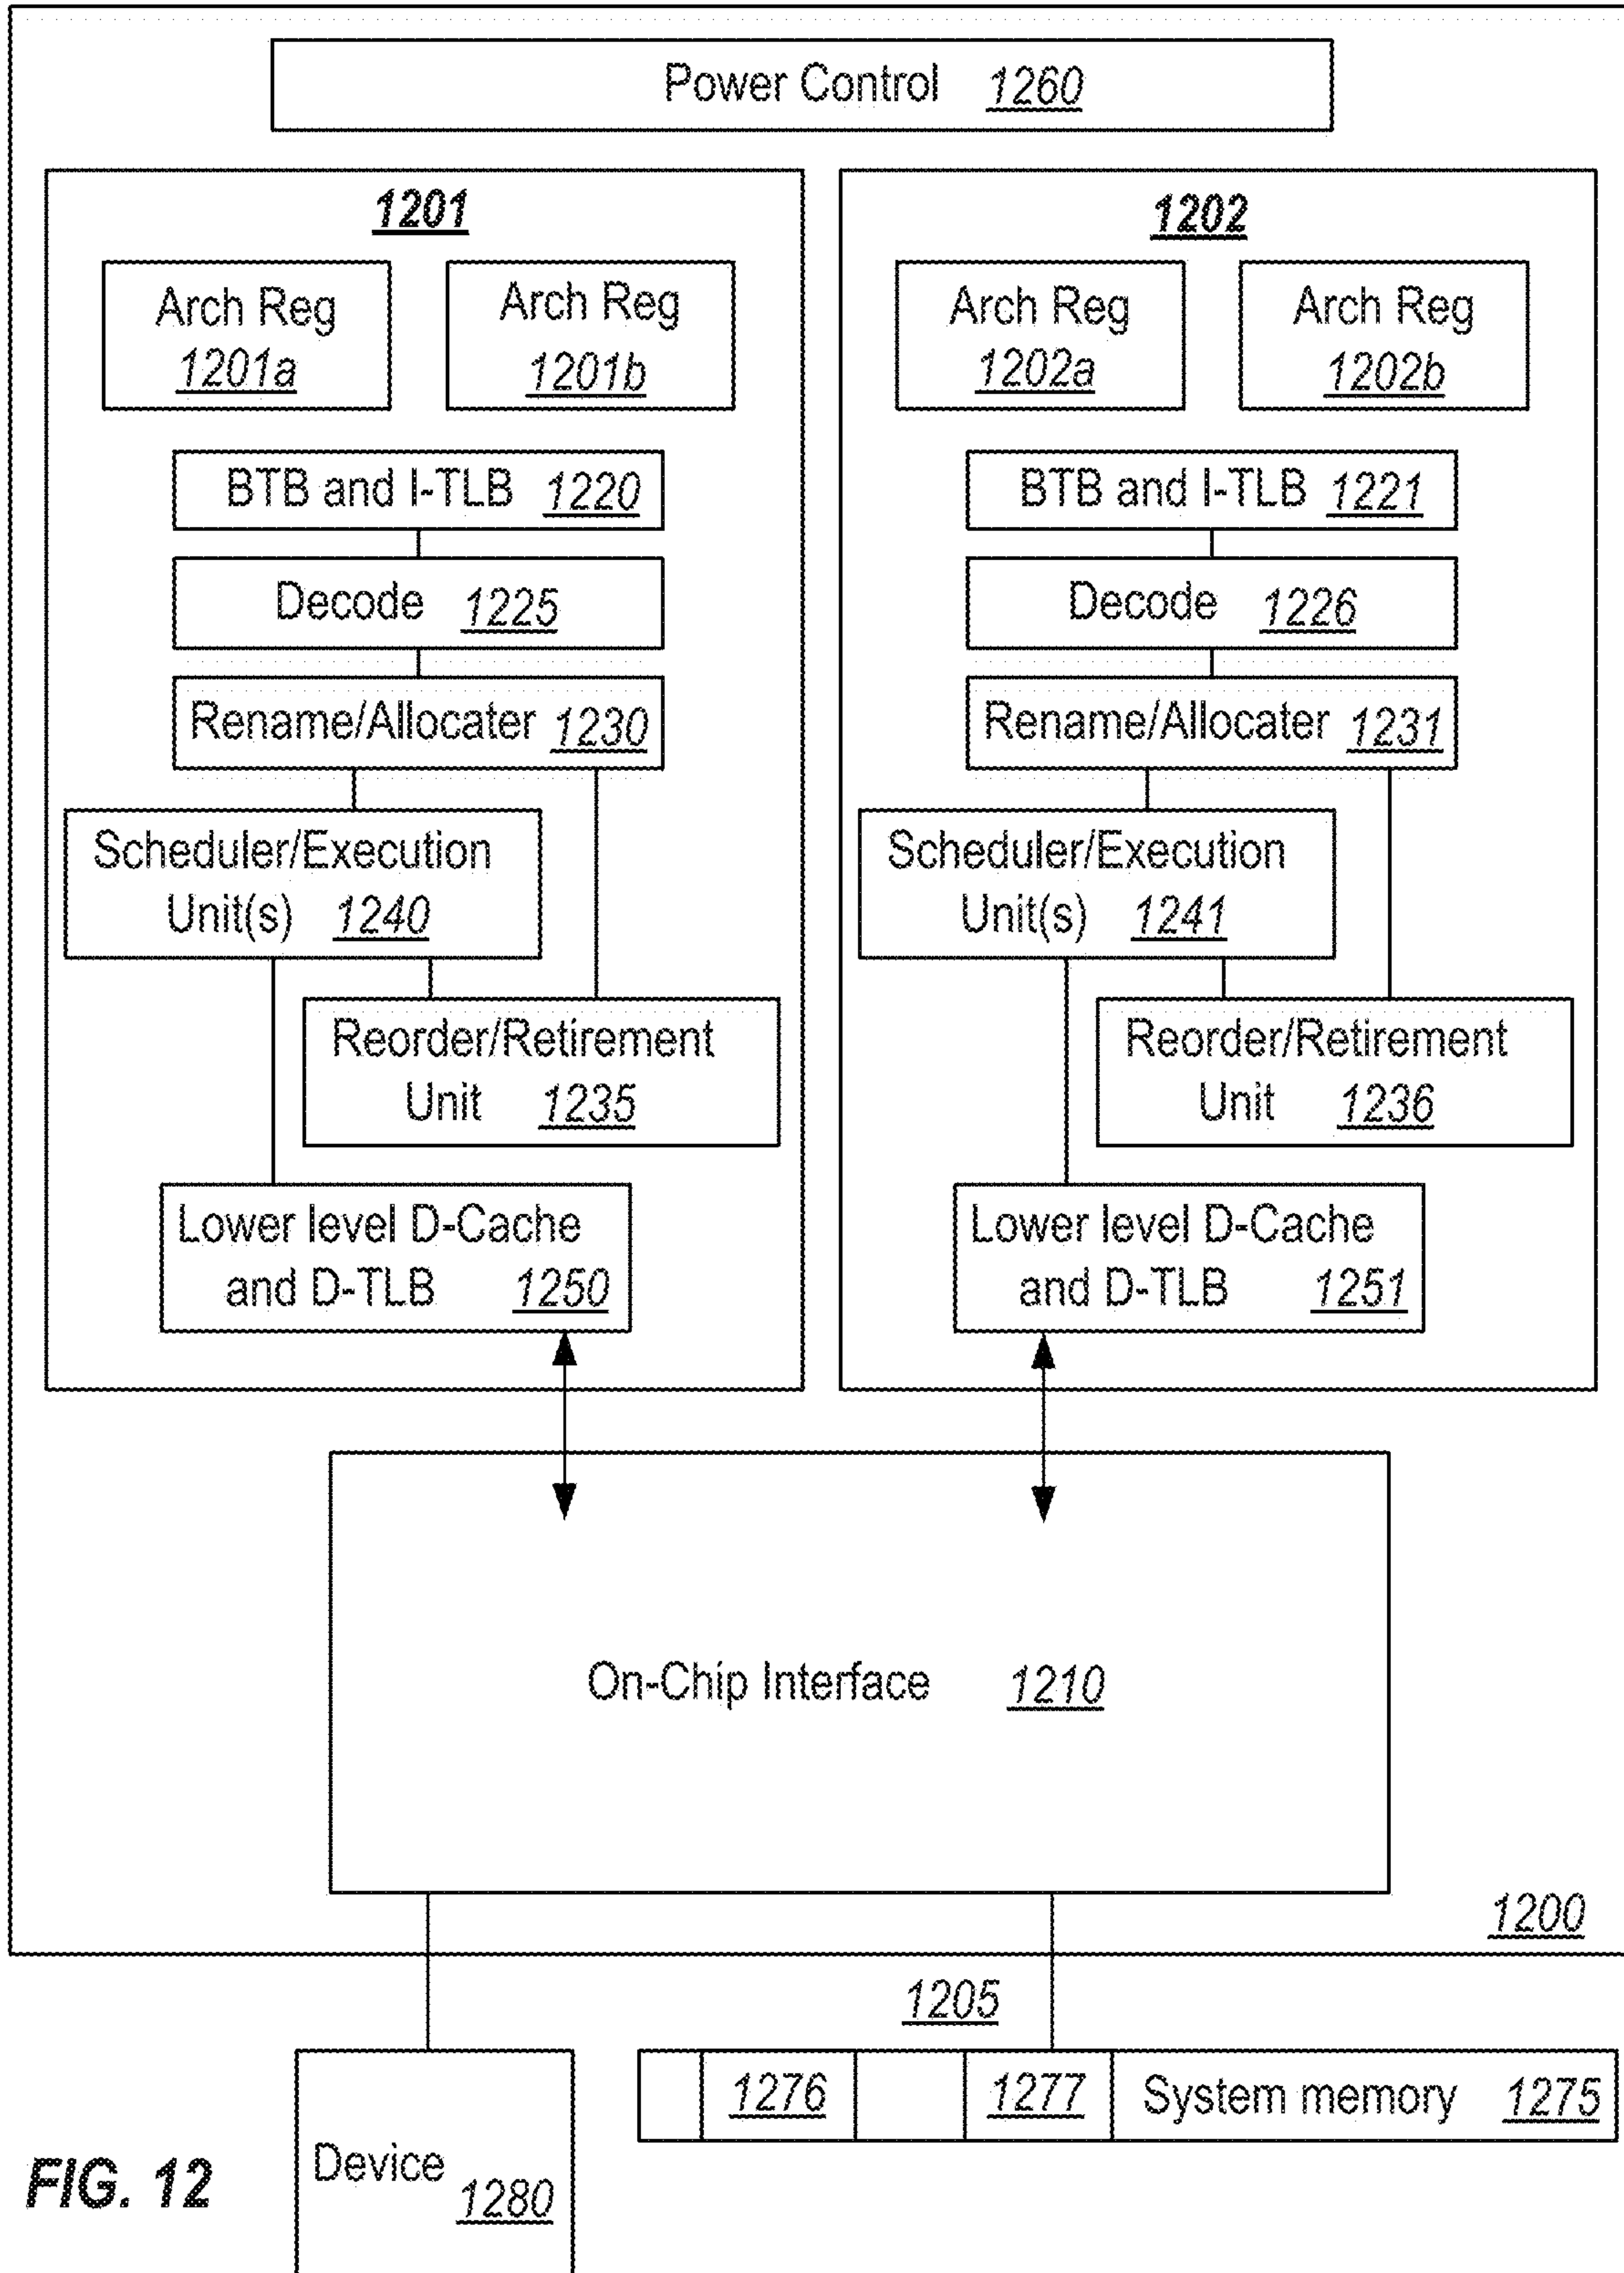 Power Control 1260
1201
Arch Reg
1201a
Arch Reg
1201b
BTB and I-TLB 1220
Decode 1225
Rename/Allocater 1230
Scheduler/Execution
Unit(s) 1240
Reorder/Retirement
Unit 1235
Lower level D-Cache
and D-TLB 1250
1202
Arch Reg
1202a
Arch Reg
1202b
BTB and I-TLB 1221
Decode 1226
Rename/Allocater 1231
Scheduler/Execution
Unit(s) 1241
Reorder/Retirement
Unit 1236
Lower level D-Cache
and D-TLB 1251
On-Chip Interface 1210
1200
1205
1276
1277
System memory 1275
Device
1280
FIG. 12